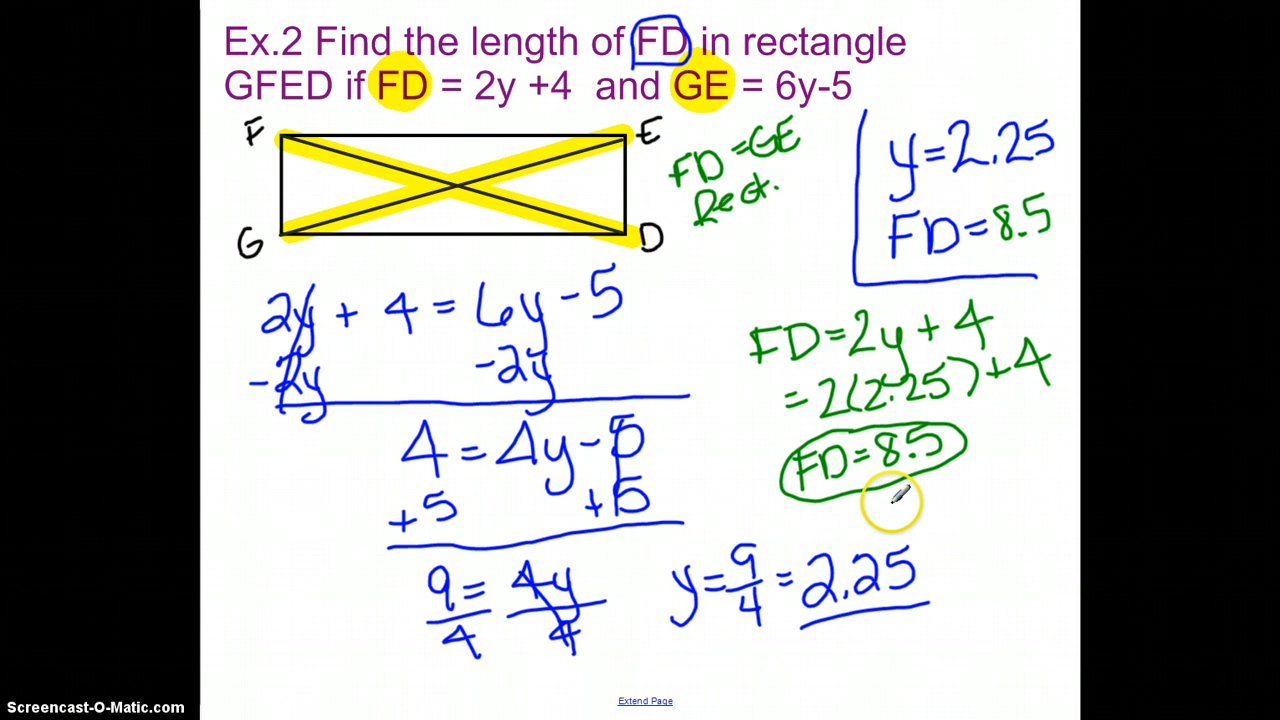 Ex.2 Find the length of FD in rectangle
GFED if FD = 2y +4 and GE = 6y-5
F
E
G
D
FD = GE
Rect.
y = 2.25
FD = 8.5
2y + 4 = 6y - 5
-2y -2y
4 = 4y - 5
+5 +5
9 = 4y
4 4
y = 9/4 = 2.25
FD = 2y + 4
= 2(2.25) + 4
FD = 8.5
Extend Page
Screencast-O-Matic.com